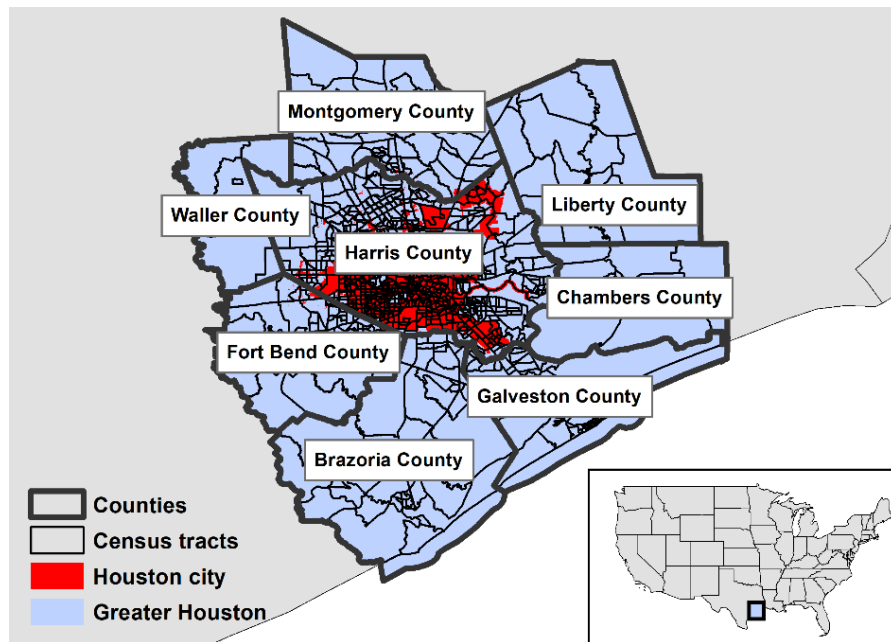 Montgomery County
Liberty County
Waller County
Harris County
Chambers County
Fort Bend County
Galveston County
Brazoria County
Counties
Census tracts
Houston city
Greater Houston